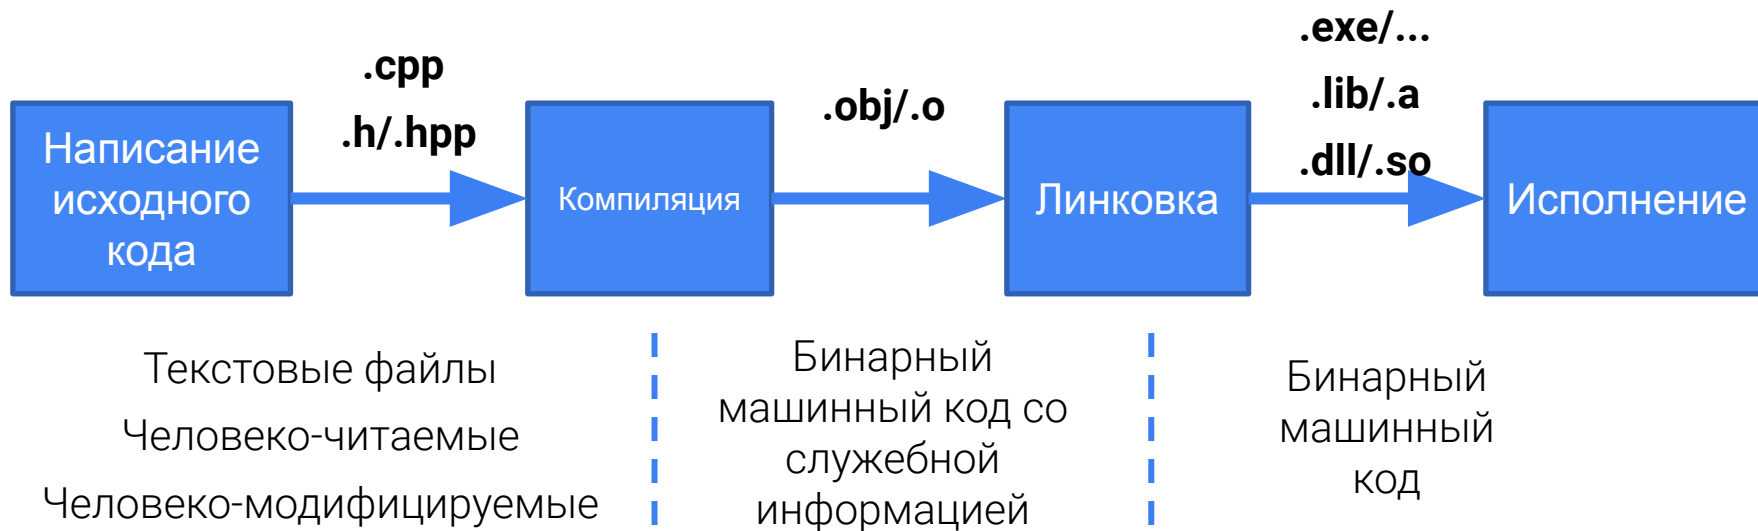 Написание
исходного
кода
.cpp
.h/.hpp
Компиляция
.obj/.o
Линковка
.exe/...
.lib/.a
.dll/.so
Исполнение
Текстовые файлы
Человеко-читаемые
Человеко-модифицируемые
Бинарный
машинный код со
служебной
информацией
Бинарный
машинный
код